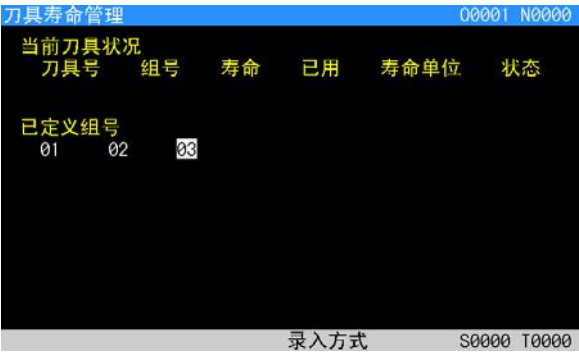 刀具寿命管理 O0001 N0000
当前刀具状况
刀具号 组号 寿命 已用 寿命单位 状态
已定义组号
01 02 03
录入方式 S0000 T0000